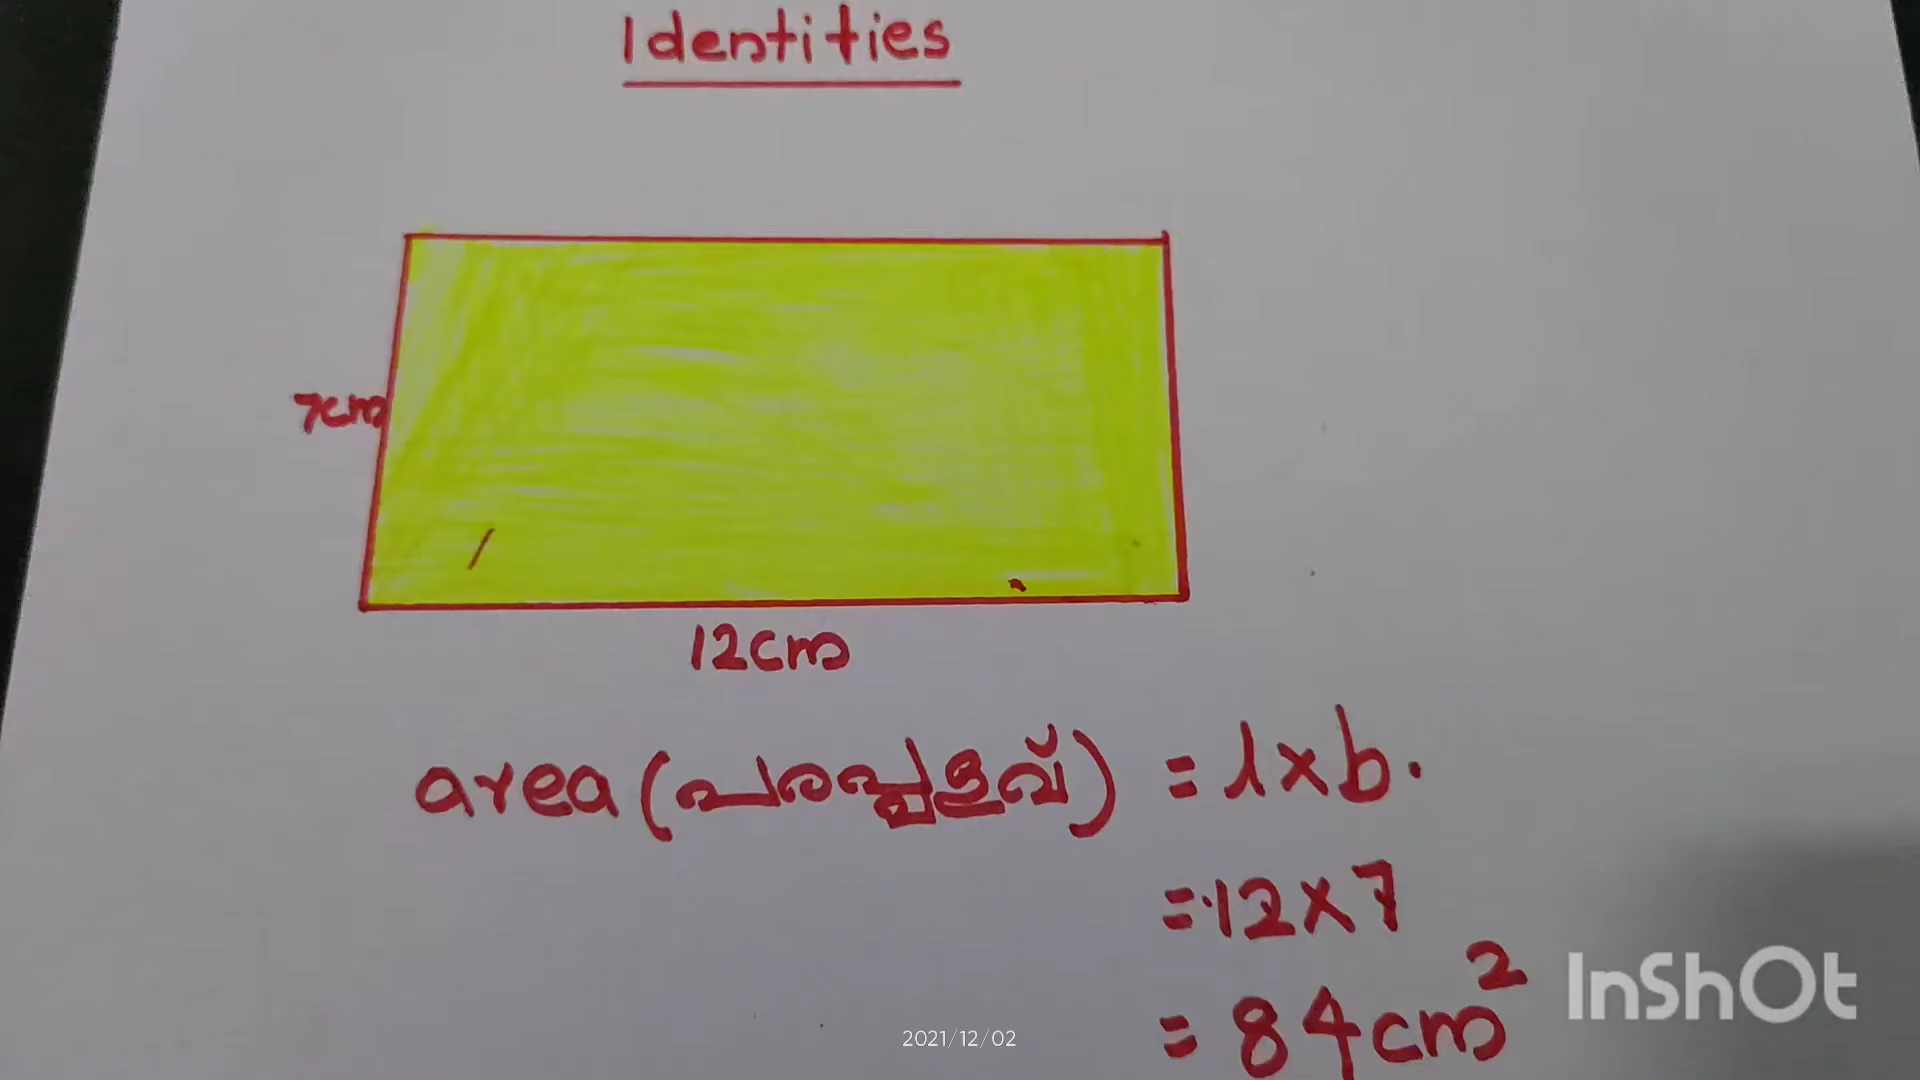 Identities
7cm
12cm
area (പരപ്പളവ്) = l×b.
= 12×7
= 84cm²
InShOt
2021/12/02